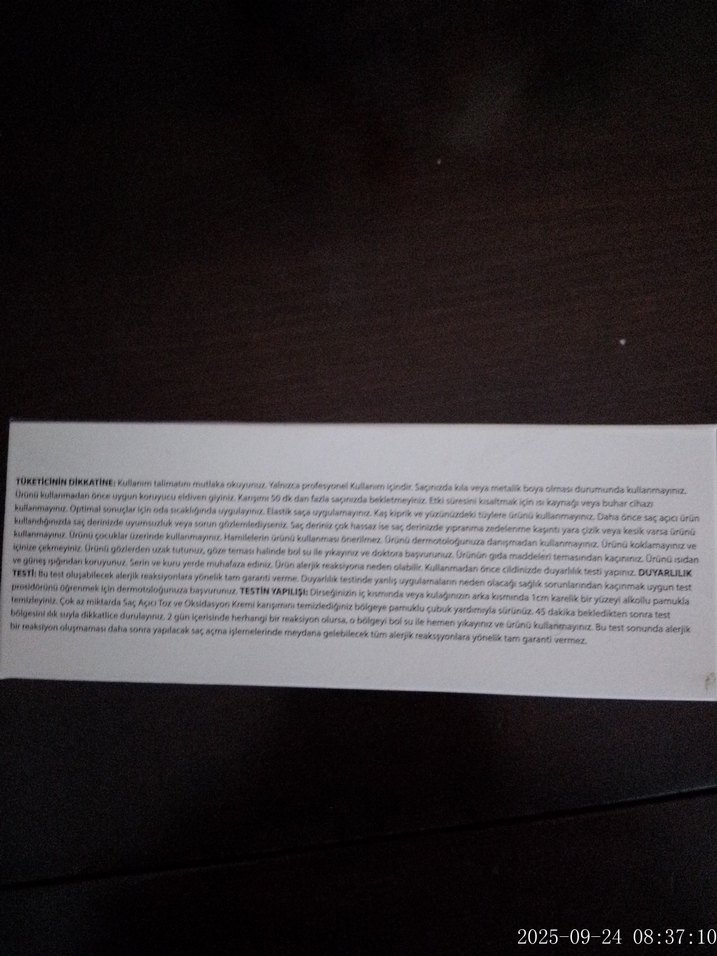 TÜKETİCİNİN DİKKATİNE: Kullanım talimatını mutlaka okuyunuz. Yalnızca profesyonel Kullanım içindir. Saçınızda kıla veya metalik boya olması durumunda kullanmayınız.
Ürünü kullanmadan önce uygun koruyucu eldiven giyiniz. Karışımı 50 dk dan fazla saçınızda bekletmeyiniz. Etki süresini kısaltmak için ısı kaynağı veya buhar cihazı
kullanmayınız. Optimal sonuçlar için oda sıcaklığında uygulayınız. Elastik saça uygulamayınız. Kaş kiprik ve yüzünüzdeki tüylere ürünü kullanmayınız. Daha önce saç açıcı ürün
kullandığınızda saç derinizde uyumsuzluk veya sorun gözlemlediyseniz. Saç deriniz çok hassaz ise saç derinizde yıpranma zedelenme kaşıntı yara çizik veya kesik varsa ürünü
kullanmayınız. Ürünü çocuklar üzerinde kullanmayınız. Hamilelerin ürünü kullanması önerilmez. Ürünü dermotoloğunuza danışmadan kullanmayınız. Ürünü koklamayınız ve
içinize çekmeyiniz. Ürünü gözlerden uzak tutunuz, göze teması halinde bol su ile yıkayınız ve doktora başvurunuz. Ürünün gıda maddeleri temasından kaçınınız. Ürünü ısıdan
ve güneş ışığından koruyunuz. Serin ve kuru yerde muhafaza ediniz. Ürün alerjik reaksiyona neden olabilir. Kullanmadan önce cildinizde duyarlılık testi yapınız. DUYARLILIK
TESTİ: Bu test oluşabilecek alerjik reaksiyonlara yönelik tam garanti verme. Duyarlılık testinde yanlış uygulamaların neden olacağı sağlık sorunlarından kaçınmak uygun test
prosidörünü öğrenmek için dermotoloğunuza başvurunuz. TESTİN YAPILIŞI: Dirseğinizin iç kısmında veya kulağınızın arka kısmında 1cm karelik bir yüzeyi alkollu pamukla
temizleyiniz. Çok az miktarda Saç Açıcı Toz ve Oksidasyon Kremi karışımını temizlediğiniz bölgeye pamuklu çubuk yardımıyla sürünüz. 45 dakika bekledikten sonra test
bölgesini ılık suyla dikkatlice durulayınız. 2 gün içerisinde herhangi bir reaksiyon olursa, o bölgeyi bol su ile hemen yıkayınız ve ürünü kullanmayınız. Bu test sonunda alerjik
bir reaksiyon oluşmaması daha sonra yapılacak saç açma işlemelerinde meydana gelebilecek tüm alerjik reaksşyonlara yönelik tam garanti vermez.
2025-09-24 08:37:10